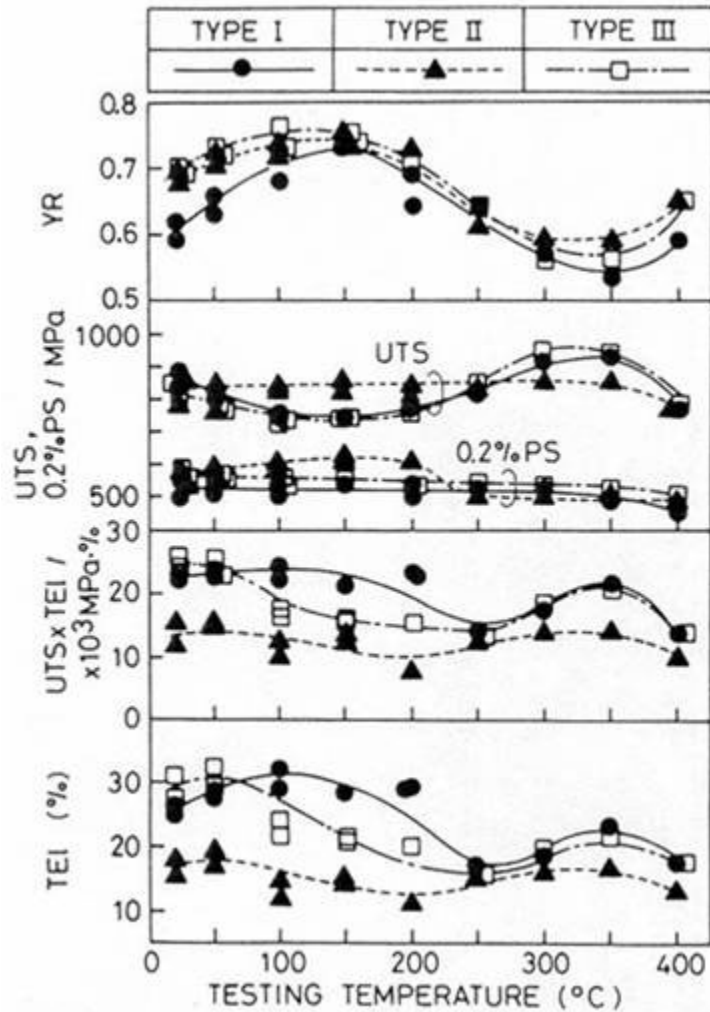 TYPE I TYPE II TYPE III
0.8
0.7
YR
0.6
0.5
1000
UTS
UTS,
0.2%PS / MPa
0.2%PS
500
30
UTSxTEl /
x10³MPa·%
20
10
0
TEl (%)
30
20
10
0 100 200 300 400
TESTING TEMPERATURE (°C)